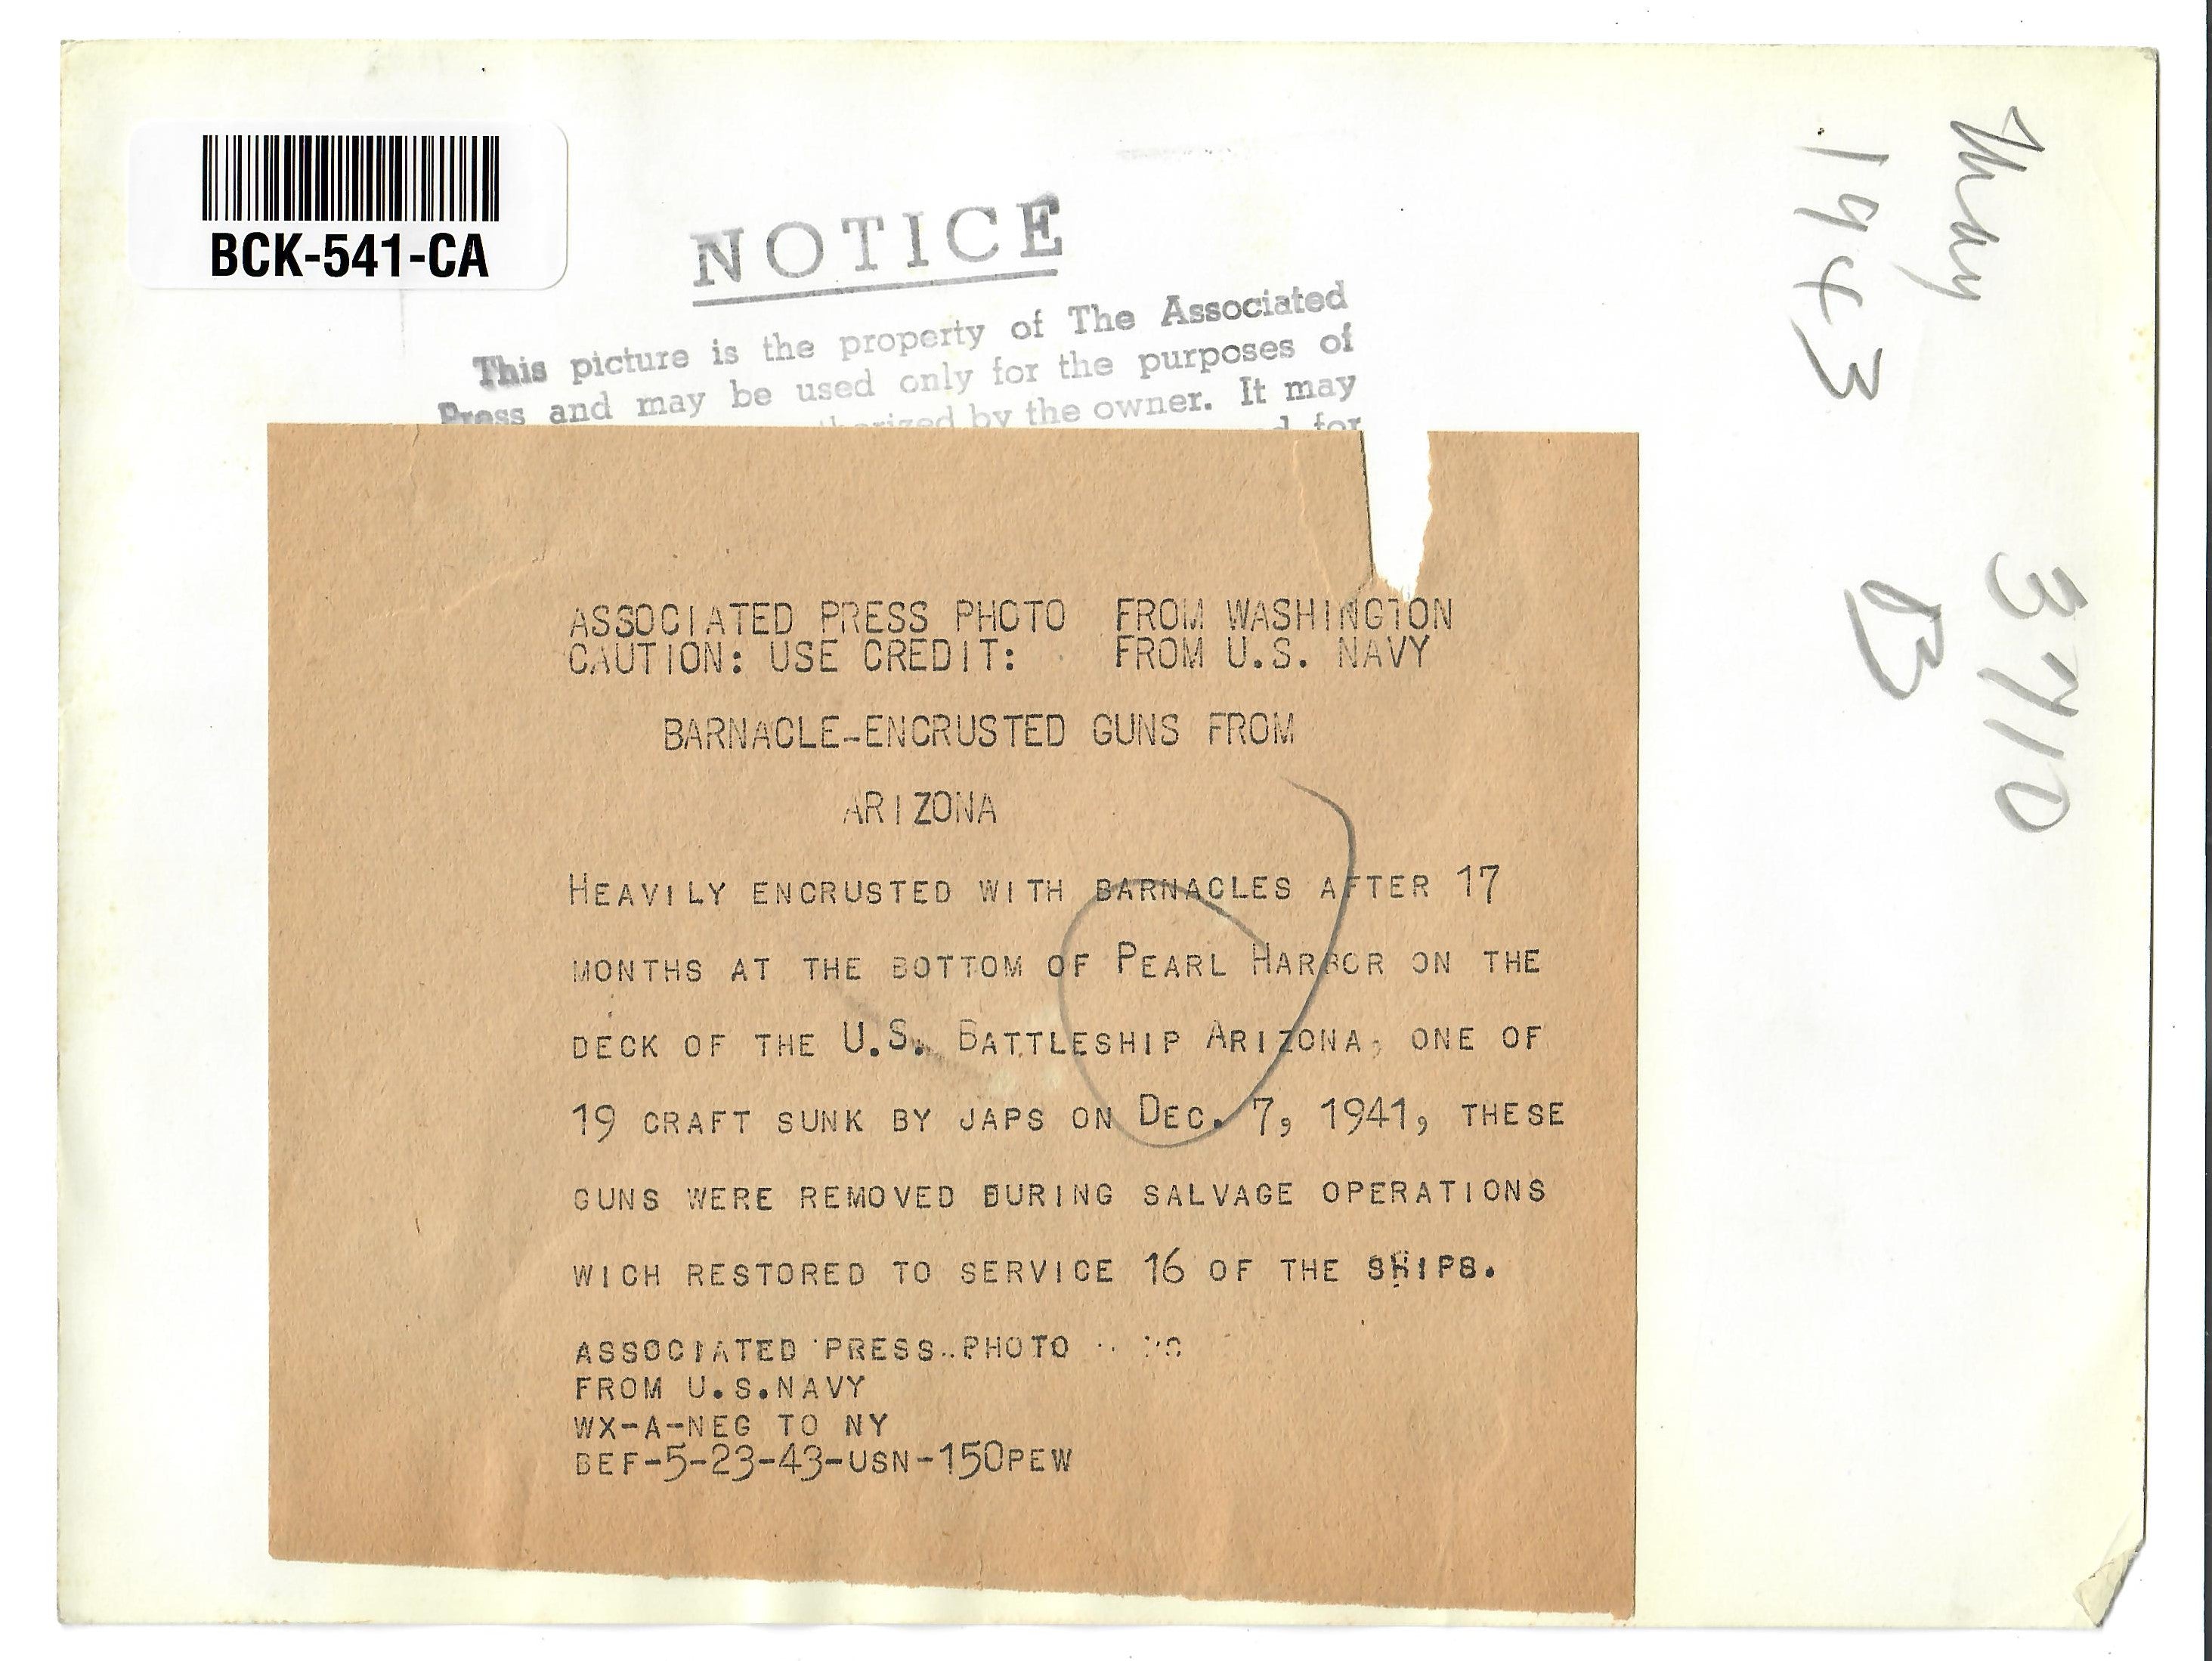 BCK-541-CA
NOTICE
This picture is the property of The Associated
Press and may be used only for the purposes of
by the owner. It may
for
May
1943
3710
B
ASSOCIATED PRESS PHOTO FROM WASHINGTON
CAUTION: USE CREDIT: FROM U.S. NAVY
BARNACLE-ENCRUSTED GUNS FROM
ARIZONA
HEAVILY ENCRUSTED WITH BARNACLES AFTER 17
MONTHS AT THE BOTTOM OF PEARL HARBOR ON THE
DECK OF THE U.S. BATTLESHIP ARIZONA, ONE OF
19 CRAFT SUNK BY JAPS ON DEC. 7, 1941, THESE
GUNS WERE REMOVED DURING SALVAGE OPERATIONS
WICH RESTORED TO SERVICE 16 OF THE SHIPS.
ASSOCIATED PRESS PHOTO
FROM U.S.NAVY
WX-A-NEG TO NY
BEF-5-23-43-USN-150PEW